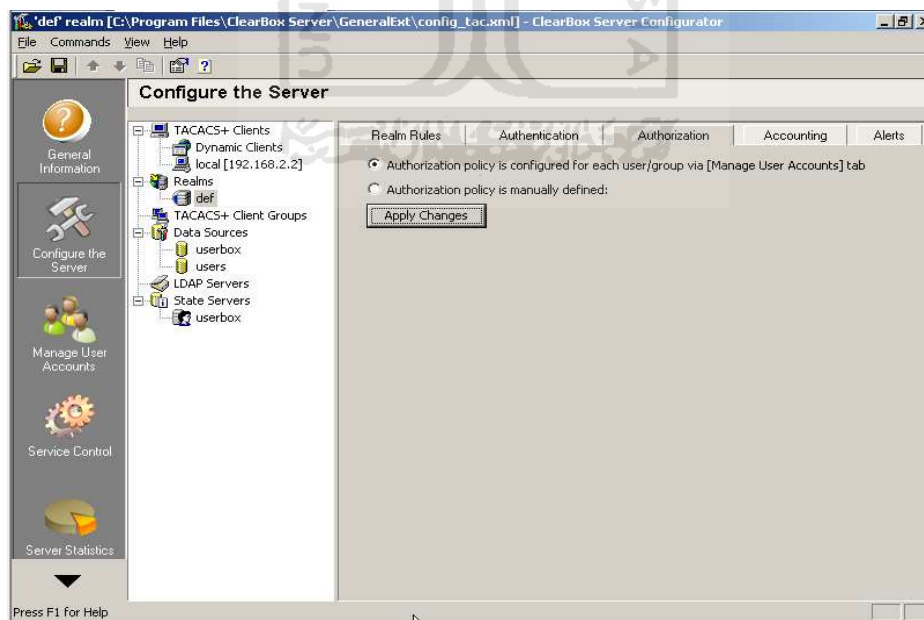 'def' realm [C:\Program Files\ClearBox Server\GeneralExt\config_tac.xml] - ClearBox Server Configurator
File Commands View Help
Configure the Server
General Information
Configure the Server
Manage User Accounts
Service Control
Server Statistics
TACACS+ Clients
Dynamic Clients
local [192.168.2.2]
Realms
def
TACACS+ Client Groups
Data Sources
userbox
users
LDAP Servers
State Servers
userbox
Realm Rules Authentication Authorization Accounting Alerts
Authorization policy is configured for each user/group via [Manage User Accounts] tab
Authorization policy is manually defined:
Apply Changes
Press F1 for Help